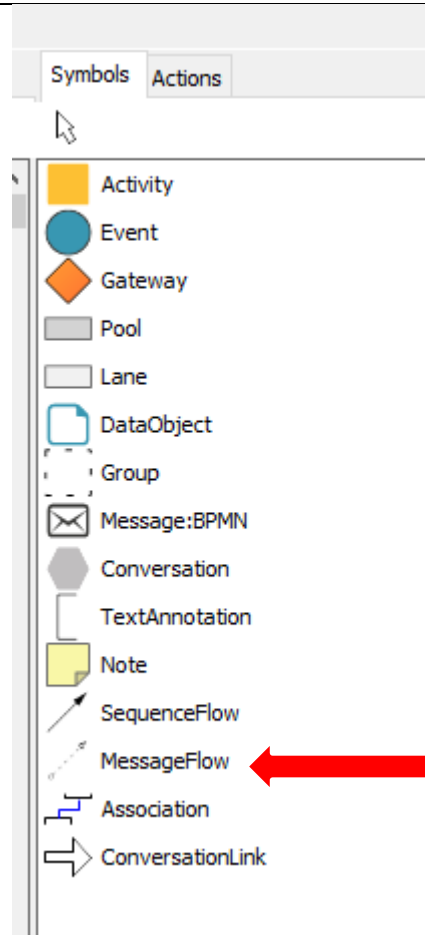 Symbols Actions
Activity
Event
Gateway
Pool
Lane
DataObject
Group
Message:BPMN
Conversation
TextAnnotation
Note
SequenceFlow
MessageFlow
Association
ConversationLink